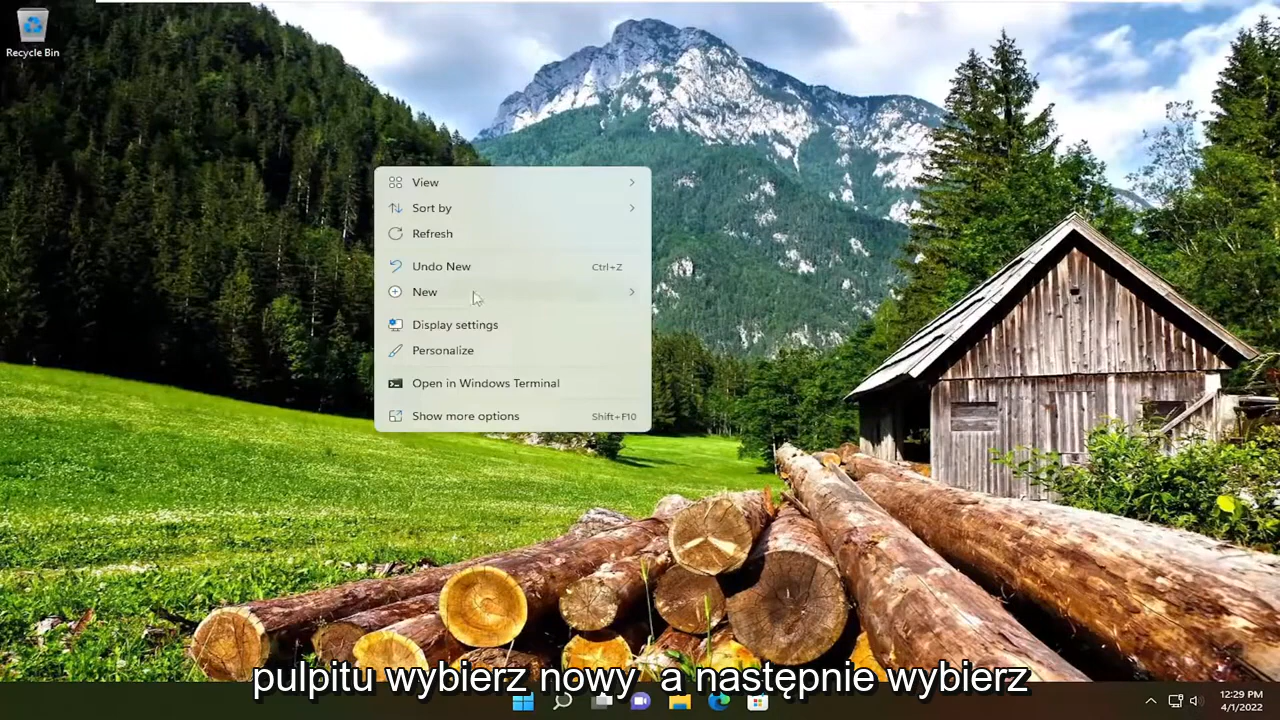 Recycle Bin
View
Sort by
Refresh
Undo New Ctrl+Z
New
Display settings
Personalize
Open in Windows Terminal
Show more options Shift+F10
pulpitu wybierz nowy a następnie wybierz
12:29 PM
4/1/2022